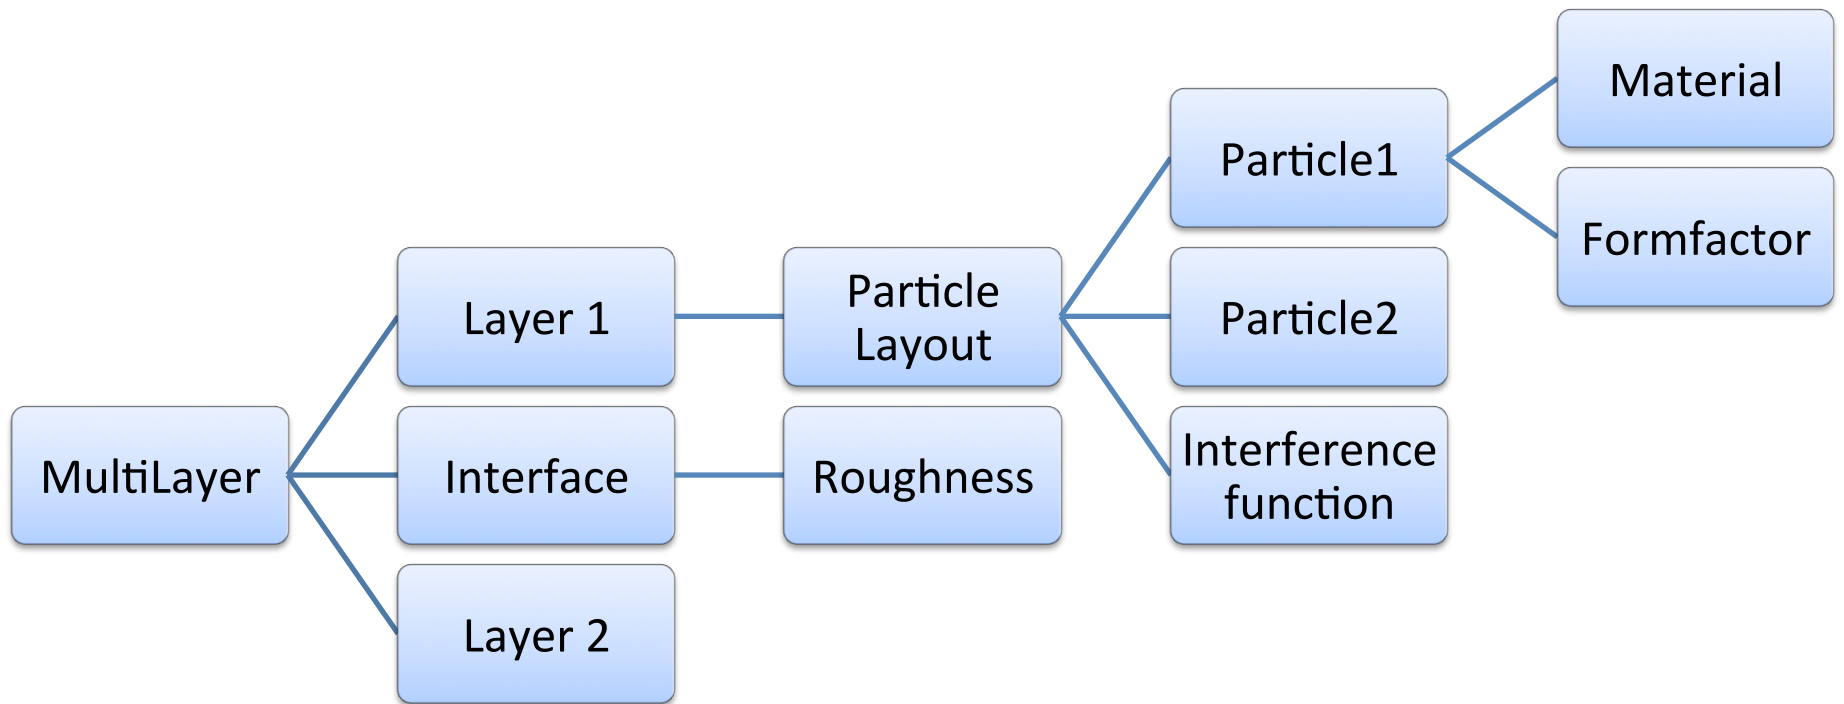 MultiLayer
Layer 1
Interface
Layer 2
Particle
Layout
Roughness
Particle1
Particle2
Interference
function
Material
Formfactor